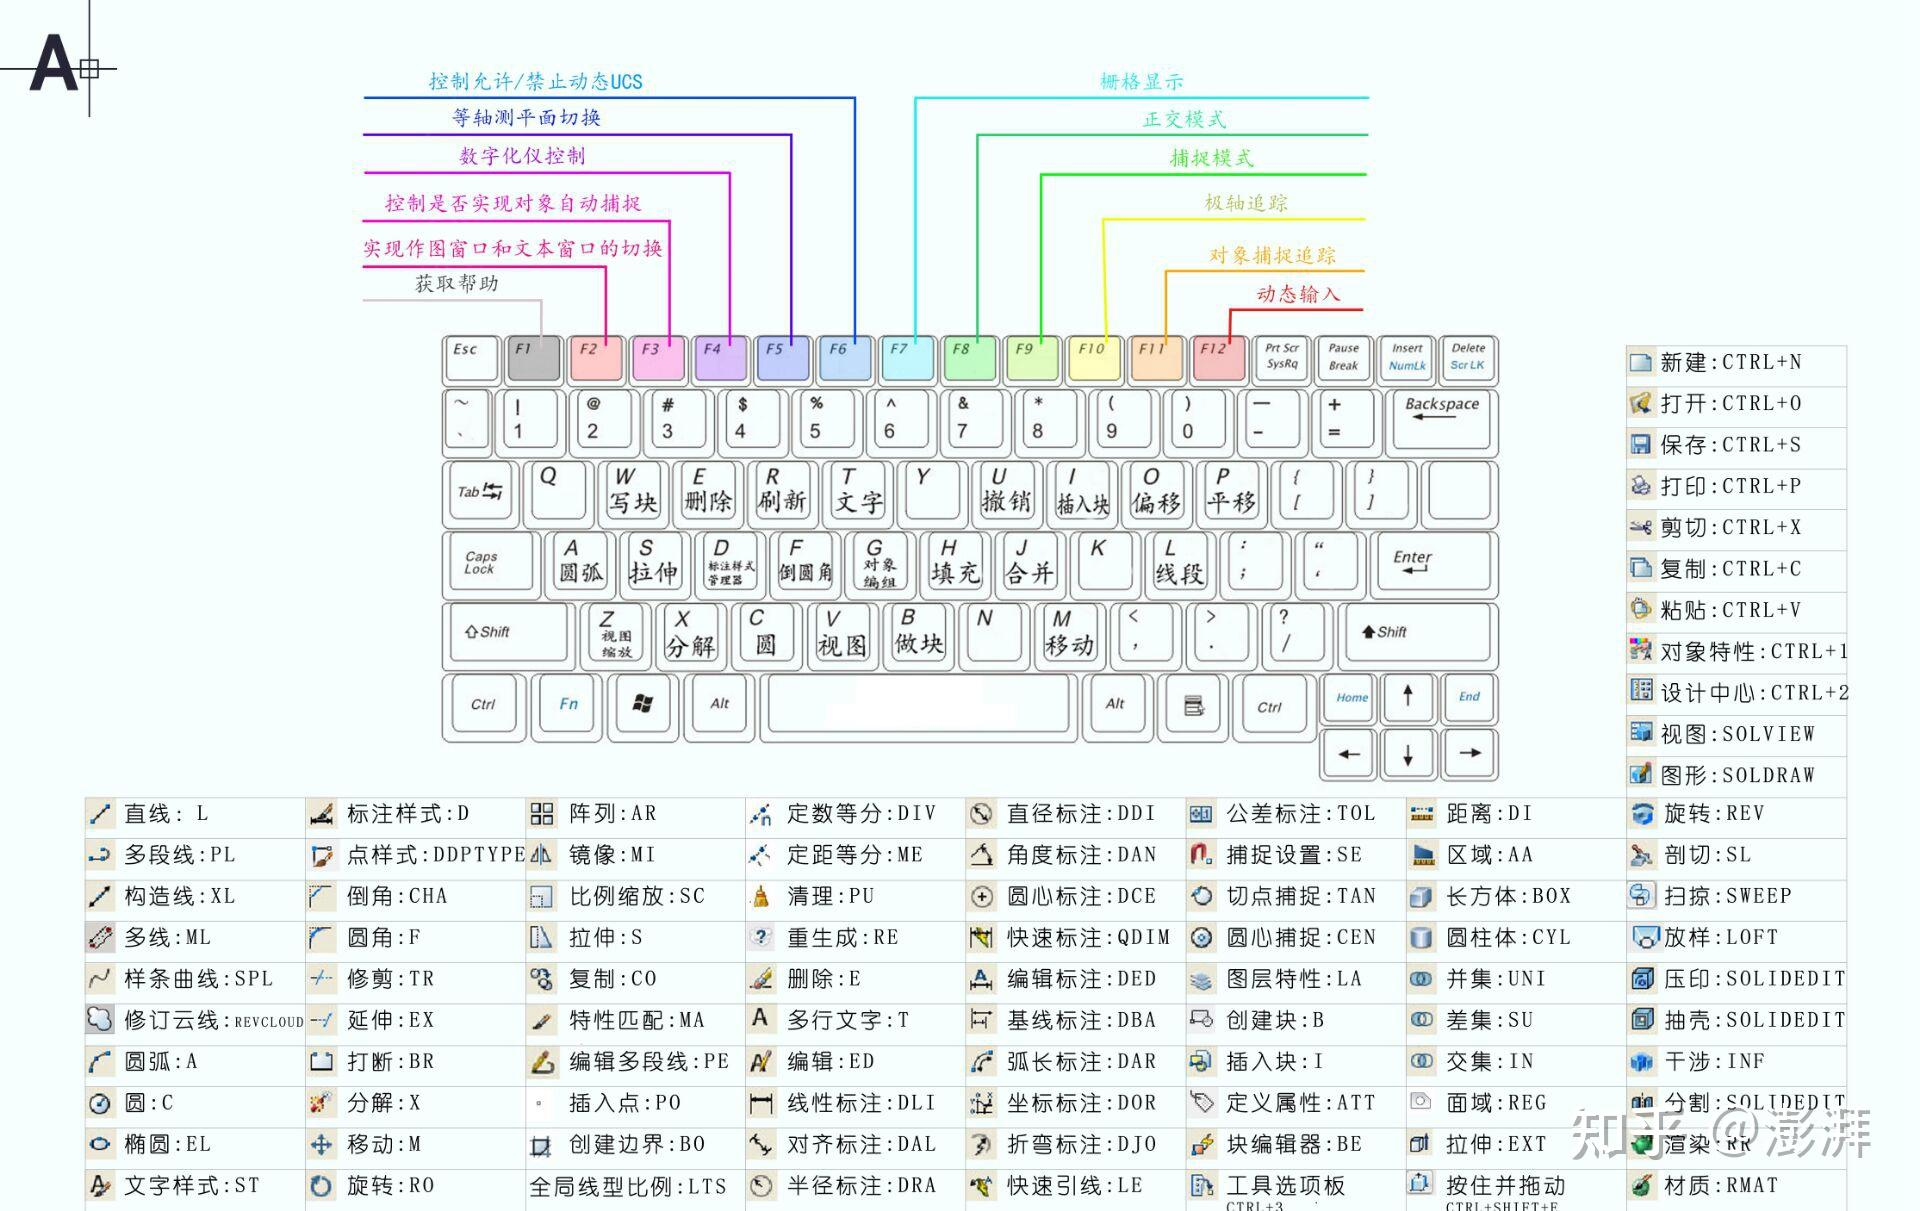 A
控制允许/禁止动态UCS
等轴测平面切换
数字化仪控制
控制是否实现对象自动捕捉
实现作图窗口和文本窗口的切换
获取帮助
栅格显示
正交模式
捕捉模式
极轴追踪
对象捕捉追踪
动态输入
Esc F1 F2 F3 F4 F5 F6 F7 F8 F9 F10 F11 F12 Prt Scr SysRq Pause Break Insert NumLk Delete Scr LK
~ 、 | 1 @ 2 # 3 $ 4 % 5 ^ 6 & 7 * 8 ( 9 ) 0 — - + = Backspace
Tab Q W 写块 E 删除 R 刷新 T 文字 Y U 撤销 I 插入块 O 偏移 P 平移 { [ } ]
Caps Lock A 圆弧 S 拉伸 D 标注样式管理器 F 倒圆角 G 对象编组 H 填充 J 合并 K L 线段 : ; “ ‘ Enter
Shift Z 视图缩放 X 分解 C 圆 V 视图 B 做块 N M 移动 < , > . ? / Shift
Ctrl Fn Alt Alt Ctrl Home ↑ End
← ↓ →
新建:CTRL+N
打开:CTRL+O
保存:CTRL+S
打印:CTRL+P
剪切:CTRL+X
复制:CTRL+C
粘贴:CTRL+V
对象特性:CTRL+1
设计中心:CTRL+2
视图:SOLVIEW
图形:SOLDRAW
直线: L 标注样式:D 阵列:AR 定数等分:DIV 直径标注:DDI 公差标注:TOL 距离:DI 旋转:REV
多段线:PL 点样式:DDPTYPE 镜像:MI 定距等分:ME 角度标注:DAN 捕捉设置:SE 区域:AA 剖切:SL
构造线:XL 倒角:CHA 比例缩放:SC 清理:PU 圆心标注:DCE 切点捕捉:TAN 长方体:BOX 扫掠:SWEEP
多线:ML 圆角:F 拉伸:S 重生成:RE 快速标注:QDIM 圆心捕捉:CEN 圆柱体:CYL 放样:LOFT
样条曲线:SPL 修剪:TR 复制:CO 删除:E 编辑标注:DED 图层特性:LA 并集:UNI 压印:SOLIDEDIT
修订云线:REVCLOUD 延伸:EX 特性匹配:MA 多行文字:T 基线标注:DBA 创建块:B 差集:SU 抽壳:SOLIDEDIT
圆弧:A 打断:BR 编辑多段线:PE 编辑:ED 弧长标注:DAR 插入块:I 交集:IN 干涉:INF
圆:C 分解:X 插入点:PO 线性标注:DLI 坐标标注:DOR 定义属性:ATT 面域:REG 分割:SOLIDEDIT
椭圆:EL 移动:M 创建边界:BO 对齐标注:DAL 折弯标注:DJO 块编辑器:BE 拉伸:EXT 渲染:RR
文字样式:ST 旋转:RO 全局线型比例:LTS 半径标注:DRA 快速引线:LE 工具选项板 CTRL+3 按住并拖动 CTRL+SHIFT+E 材质:RMAT
知乎 @澎湃